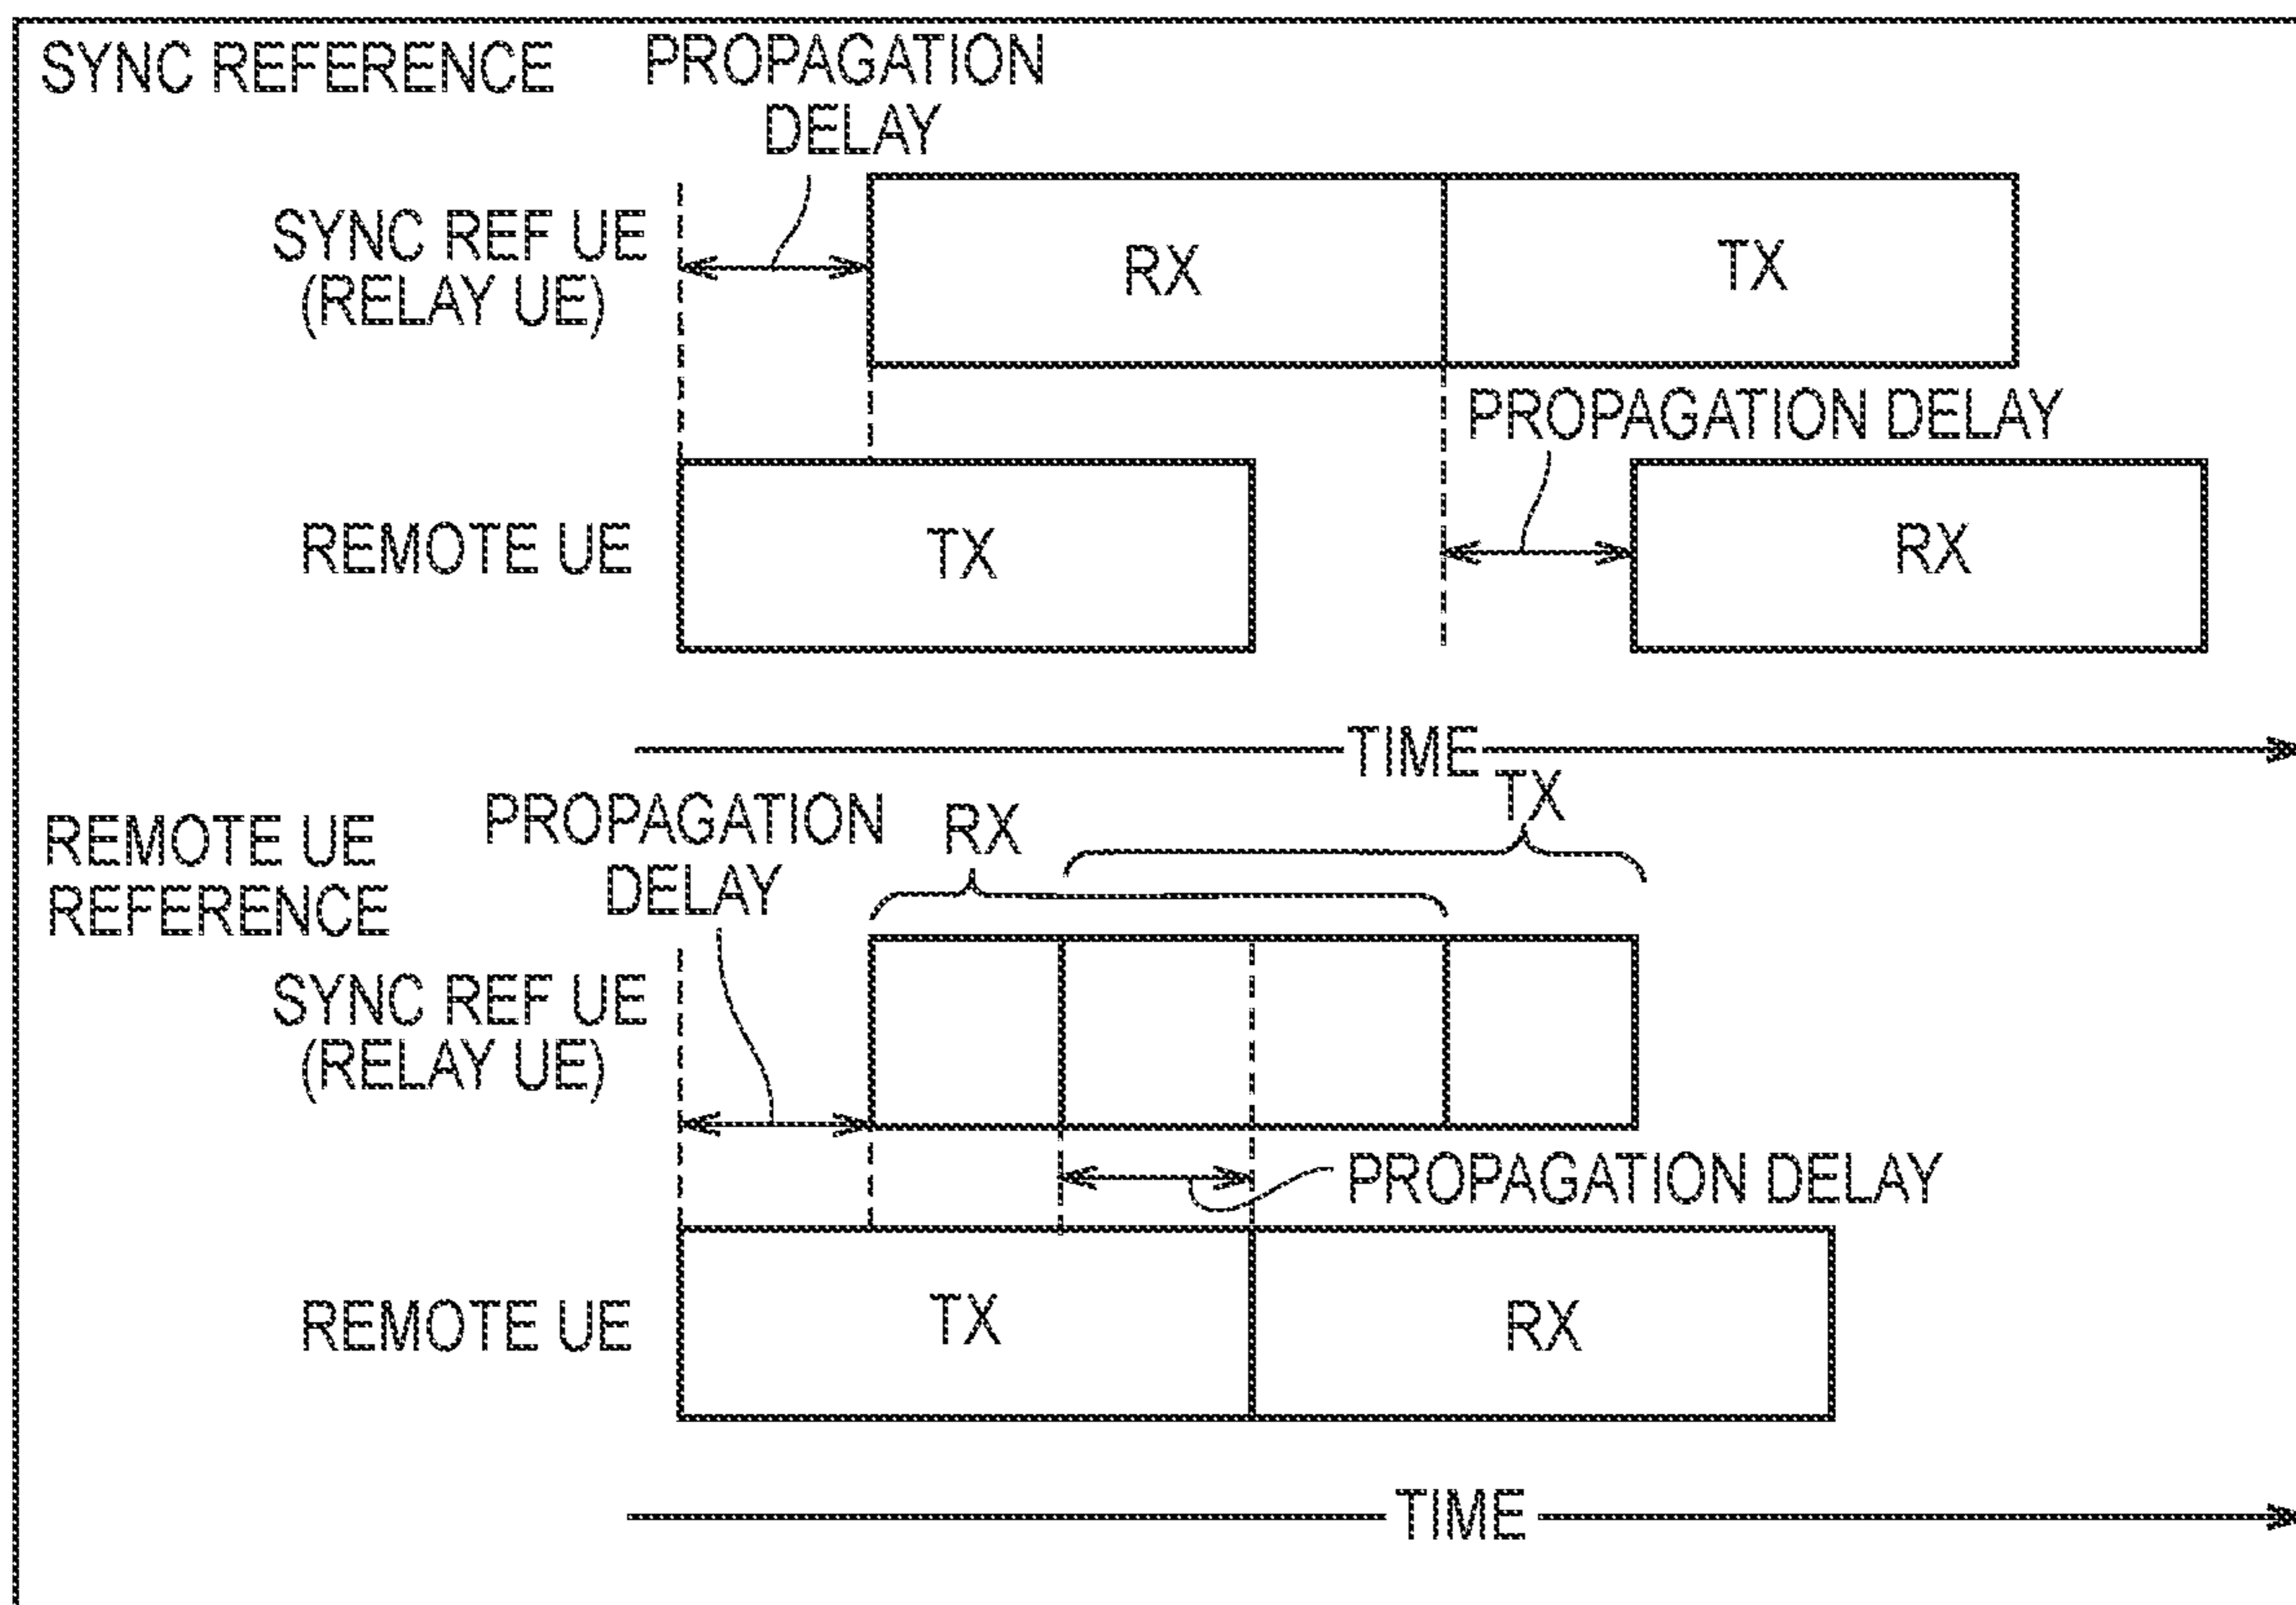 SYNC REFERENCE
PROPAGATION
DELAY
SYNC REF UE
(RELAY UE)
RX
TX
PROPAGATION DELAY
REMOTE UE
TX
RX
TIME
REMOTE UE
REFERENCE
PROPAGATION
DELAY
RX
TX
SYNC REF UE
(RELAY UE)
PROPAGATION DELAY
REMOTE UE
TX
RX
TIME